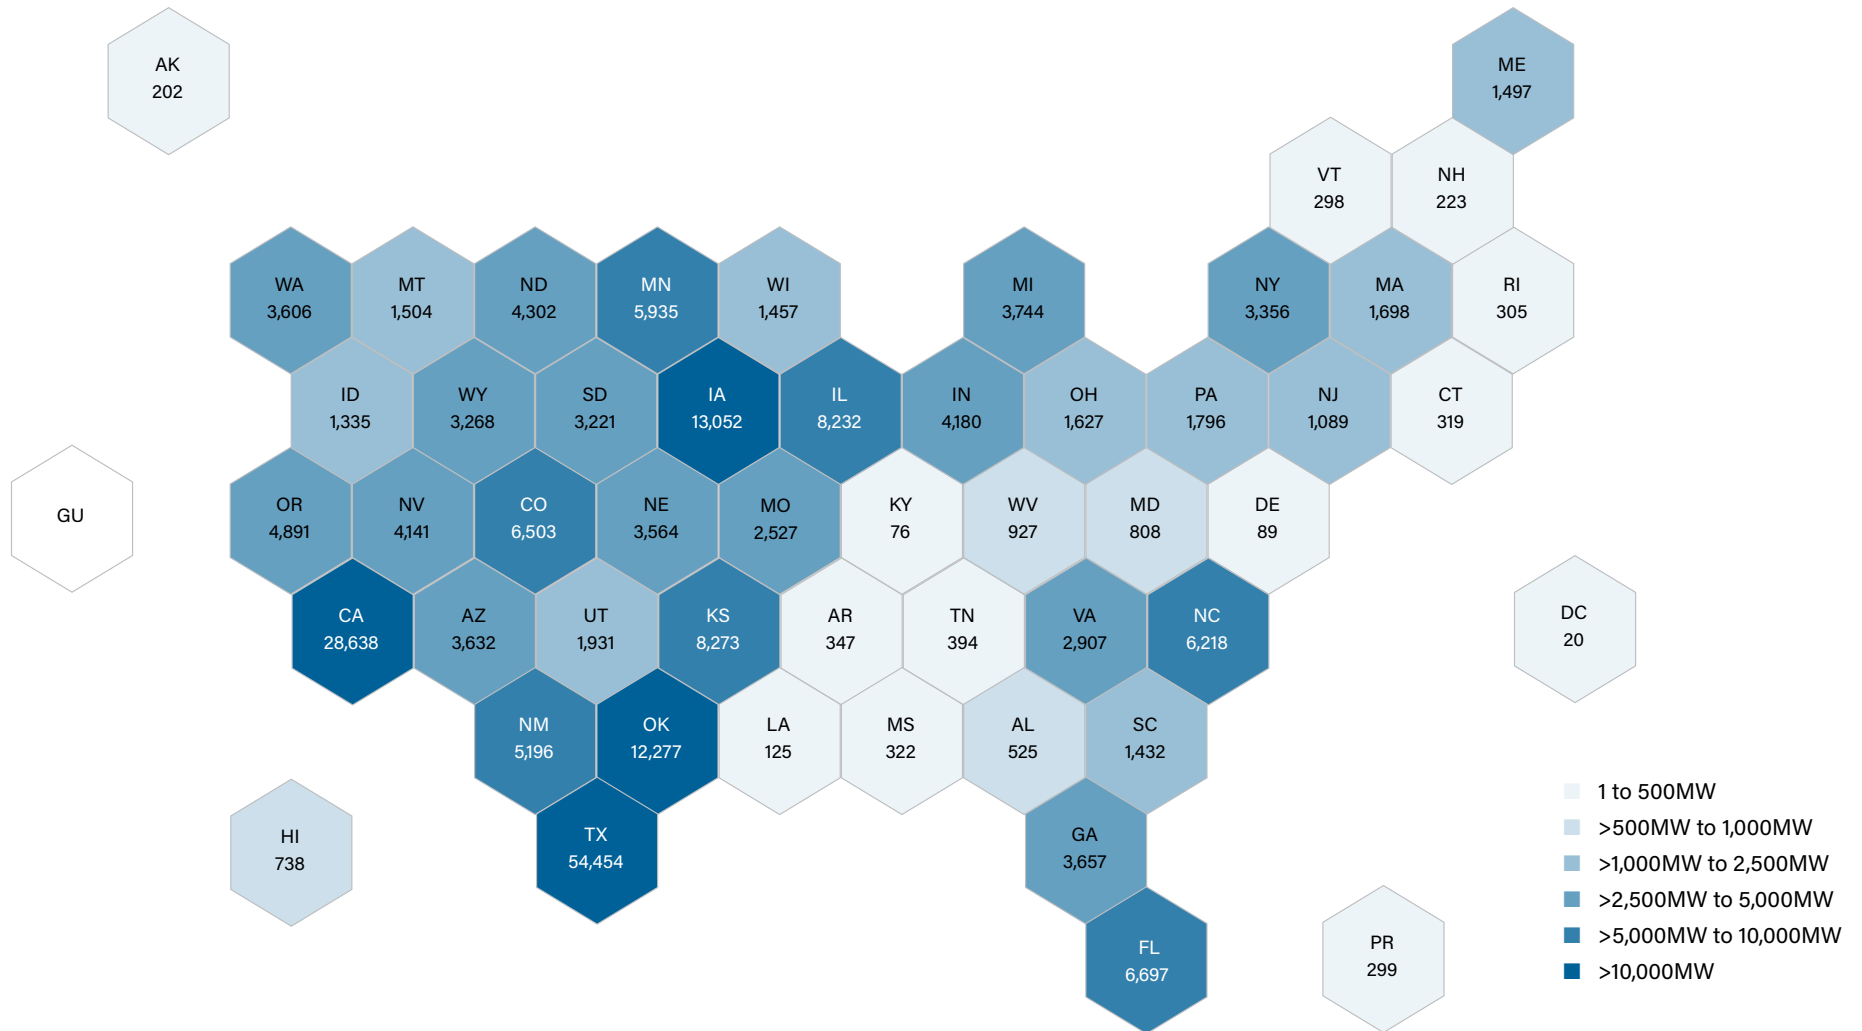 AK
202
ME
1,497
VT
298
NH
223
WA
3,606
MT
1,504
ND
4,302
MN
5,935
WI
1,457
MI
3,744
NY
3,356
MA
1,698
RI
305
ID
1,335
WY
3,268
SD
3,221
IA
13,052
IL
8,232
IN
4,180
OH
1,627
PA
1,796
NJ
1,089
CT
319
GU
OR
4,891
NV
4,141
CO
6,503
NE
3,564
MO
2,527
KY
76
WV
927
MD
808
DE
89
CA
28,638
AZ
3,632
UT
1,931
KS
8,273
AR
347
TN
394
VA
2,907
NC
6,218
DC
20
NM
5,196
OK
12,277
LA
125
MS
322
AL
525
SC
1,432
HI
738
TX
54,454
GA
3,657
FL
6,697
PR
299
1 to 500MW
>500MW to 1,000MW
>1,000MW to 2,500MW
>2,500MW to 5,000MW
>5,000MW to 10,000MW
>10,000MW